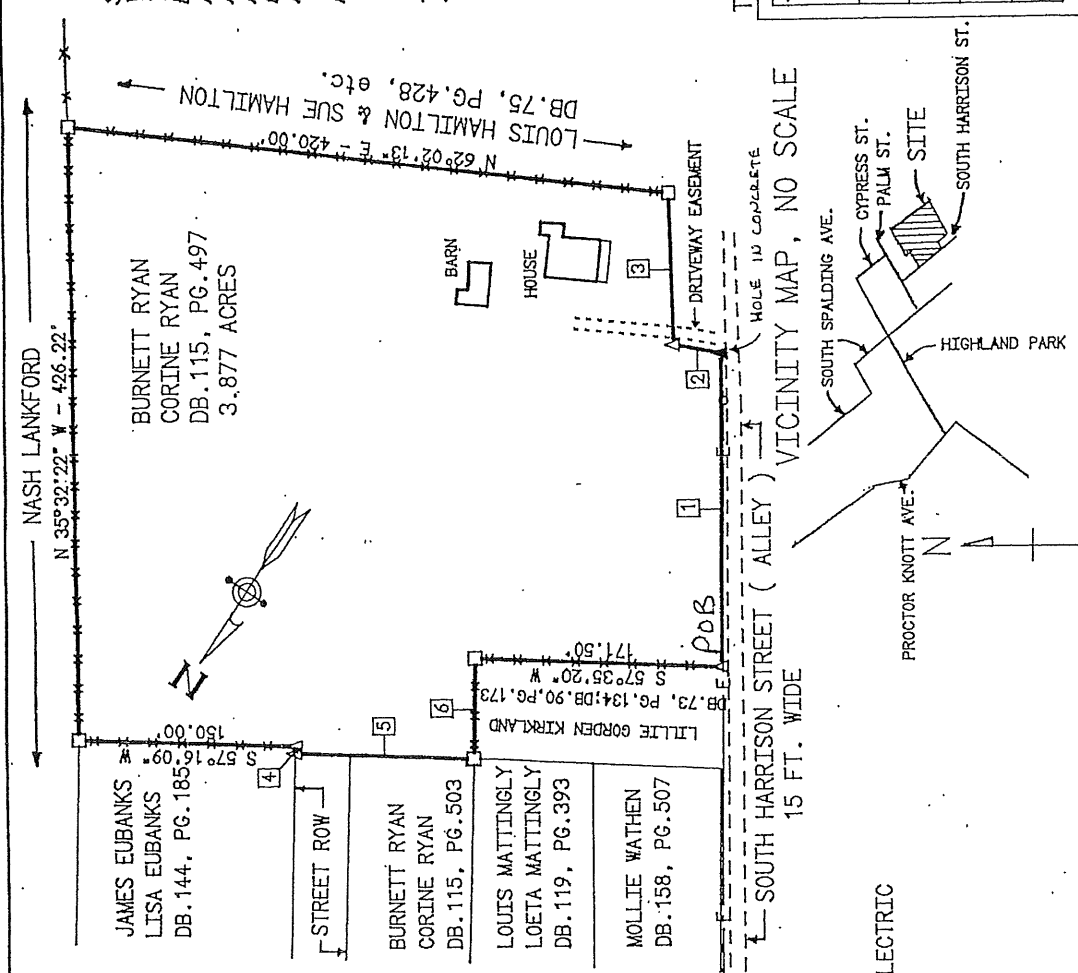 NASH LANKFORD
N 35°32'22" W - 426.22'
LOUIS HAMILTON & SUE HAMILTON
DB.75, PG.428, etc.
N 62°02'13" E - 420.00'
BURNETT RYAN
CORINE RYAN
DB.115, PG.497
3.877 ACRES
BARN
HOUSE
3
DRIVEWAY EASEMENT
2
HOLE IN CONCRETE
N
S 57°16'09" W
150.00'
4
5
6
1
171.50'
S 57°35'20" W
DB.73, PG.134;DB.90,PG.173
LILLIE GORDEN KIRKLAND
POB
E
E
E
JAMES EUBANKS
LISA EUBANKS
DB.144, PG.185
STREET ROW
BURNETT RYAN
CORINE RYAN
DB.115, PG.503
LOUIS MATTINGLY
LOETA MATTINGLY
DB.119, PG.393
MOLLIE WATHEN
DB.158, PG.507
SOUTH HARRISON STREET ( ALLEY )
15 FT. WIDE
VICINITY MAP, NO SCALE
SOUTH SPALDING AVE.
CYPRESS ST.
PALM ST.
SITE
SOUTH HARRISON ST.
HIGHLAND PARK
PROCTOR KNOTT AVE.
N
LECTRIC